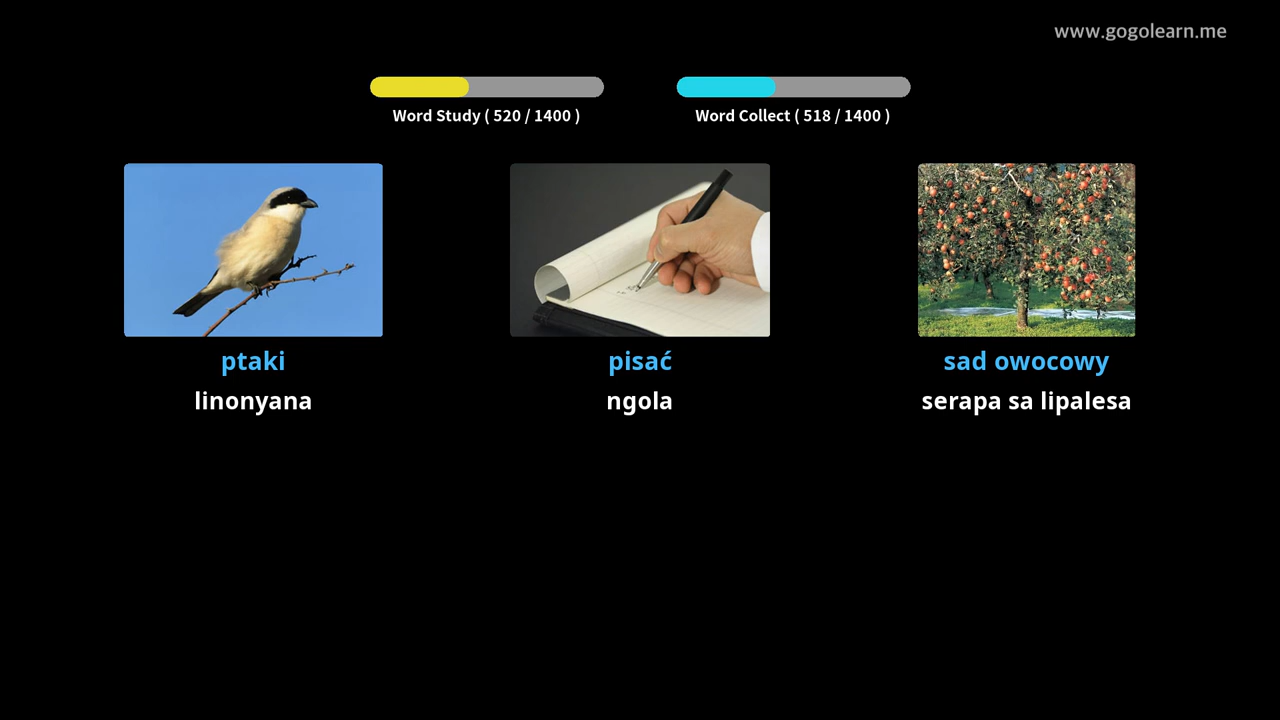 www.gogolearn.me
Word Study ( 520 / 1400 )
Word Collect ( 518 / 1400 )
ptaki
linonyana
pisać
ngola
sad owocowy
serapa sa lipalesa